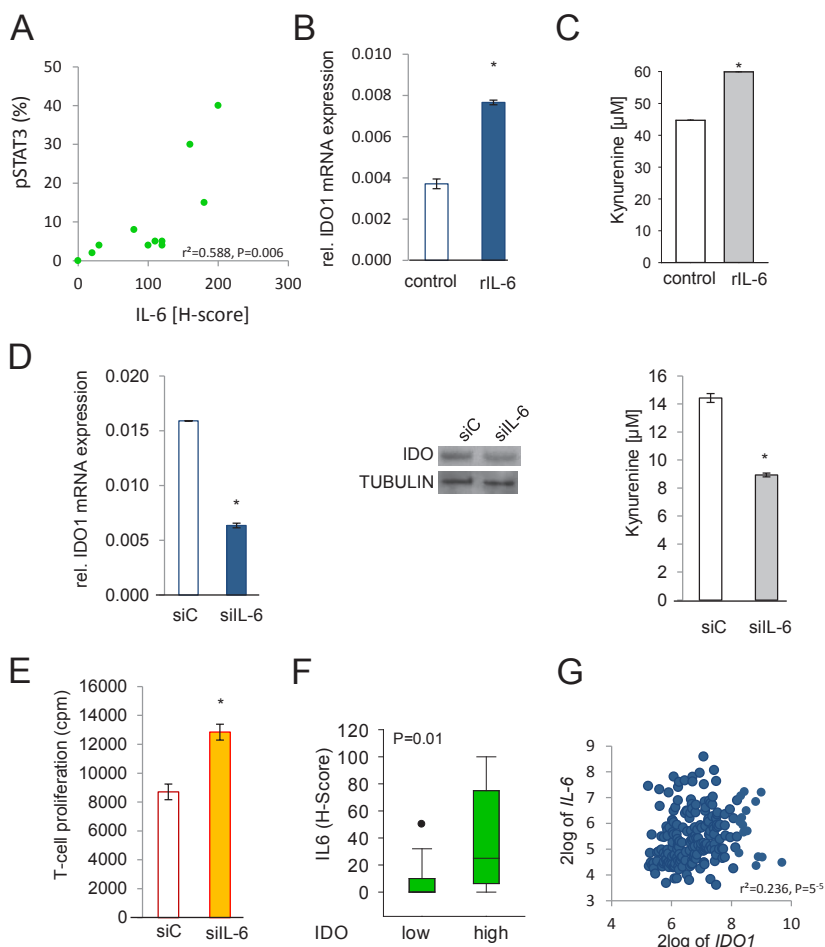 A
pSTAT3 (%)
50
40
30
20
10
0
0 100 200 300
r²=0.588, P=0.006
IL-6 [H-score]
B
rel. IDO1 mRNA expression
0.010
0.008
0.006
0.004
0.002
0.000
*
control rIL-6
C
Kynurenine [µM]
60
50
40
30
20
10
0
*
control rIL-6
D
rel. IDO1 mRNA expression
0.020
0.015
0.010
0.005
0.000
*
siC siIL-6
siC siIL-6
IDO
TUBULIN
Kynurenine [µM]
16
14
12
10
8
6
4
2
0
*
siC siIL-6
E
T-cell proliferation (cpm)
16000
14000
12000
10000
8000
6000
4000
2000
0
*
siC siIL-6
F
IL6 (H-Score)
120
100
80
60
40
20
0
P=0.01
IDO low high
G
2log of IL-6
9
8
7
6
5
4
3
r²=0.236, P=5⁻⁵
4 6 8 10
2log of IDO1